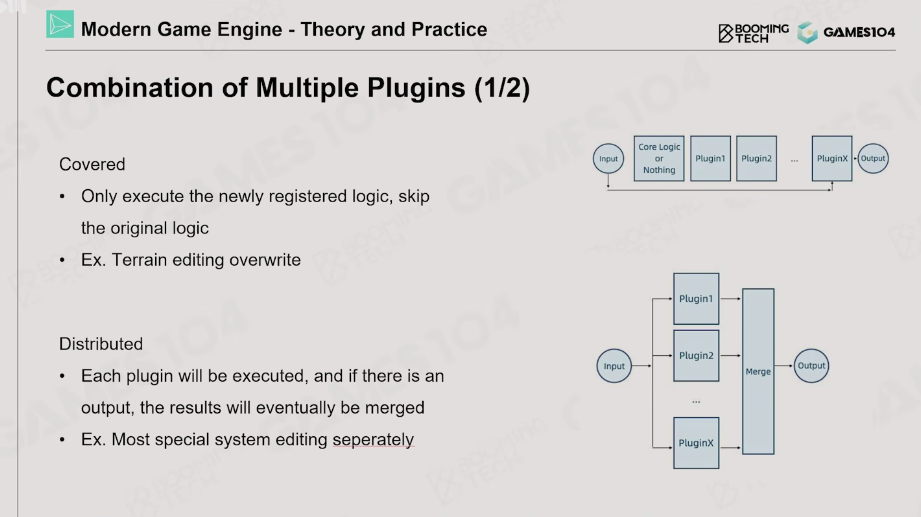 Modern Game Engine - Theory and Practice
BOOMING
TECH
GAMES104
Combination of Multiple Plugins (1/2)
Covered
• Only execute the newly registered logic, skip
the original logic
• Ex. Terrain editing overwrite
Input
Core Logic
or
Nothing
Plugin1
Plugin2
...
PluginX
Output
Distributed
• Each plugin will be executed, and if there is an
output, the results will eventually be merged
• Ex. Most special system editing seperately
Input
Plugin1
Plugin2
...
PluginX
Merge
Output